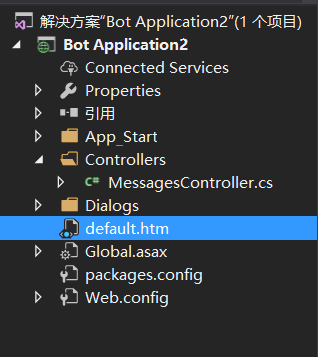 解决方案"Bot Application2"(1 个项目)
Bot Application2
Connected Services
Properties
引用
App_Start
Controllers
C# MessagesController.cs
Dialogs
default.htm
Global.asax
packages.config
Web.config